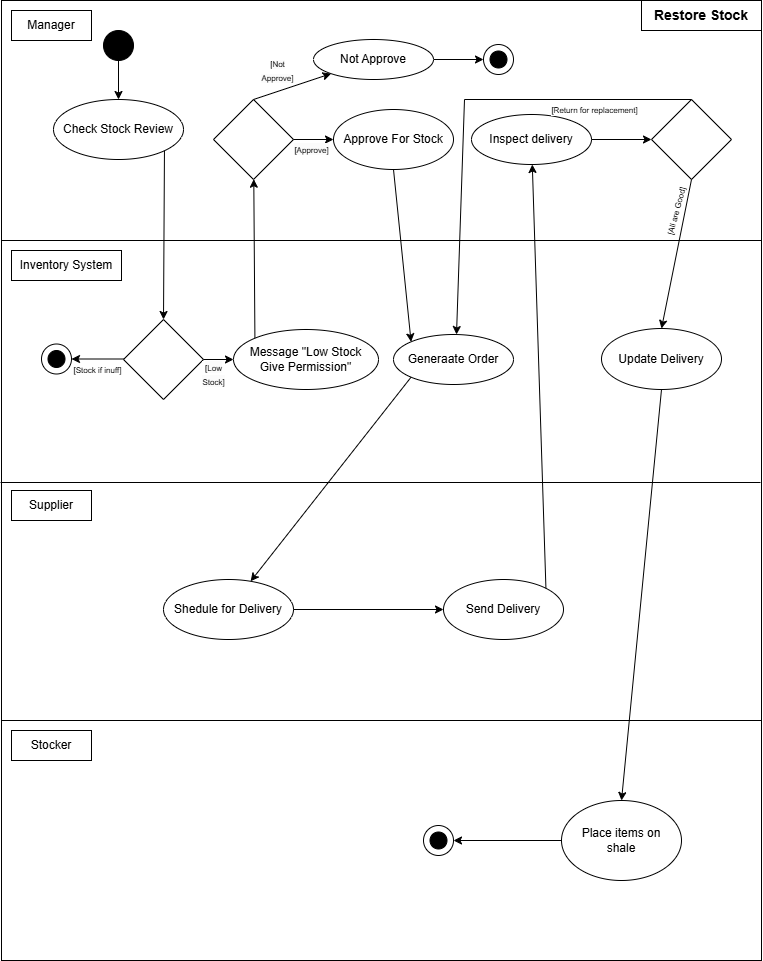 Restore Stock
Manager
[Not
Approve]
Not Approve
Check Stock Review
[Approve]
Approve For Stock
[Return for replacement]
Inspect delivery
[All are Good]
Inventory System
[Stock if inuff]
[Low
Stock]
Message "Low Stock
Give Permission"
Generaate Order
Update Delivery
Supplier
Shedule for Delivery
Send Delivery
Stocker
Place items on
shale